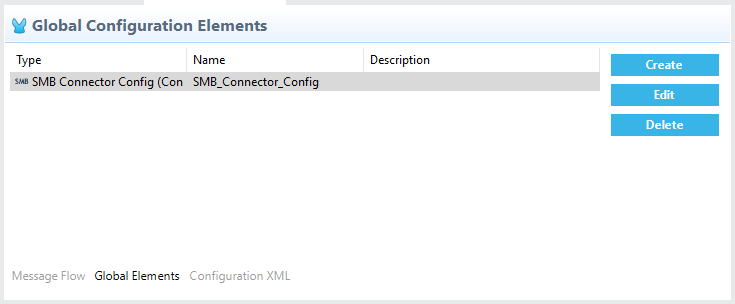 Global Configuration Elements
Type Name Description
SMB SMB Connector Config (Con SMB_Connector_Config
Create
Edit
Delete
Message Flow Global Elements Configuration XML